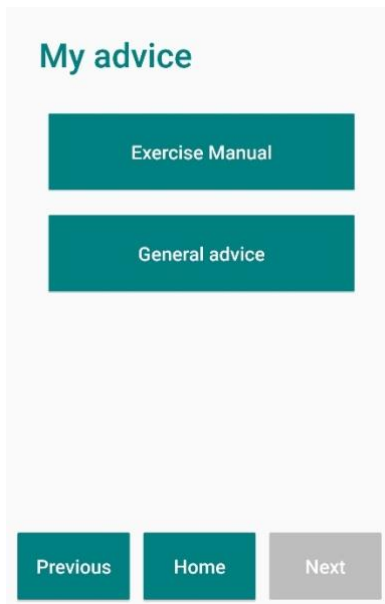 My advice
Exercise Manual
General advice
Previous Home Next